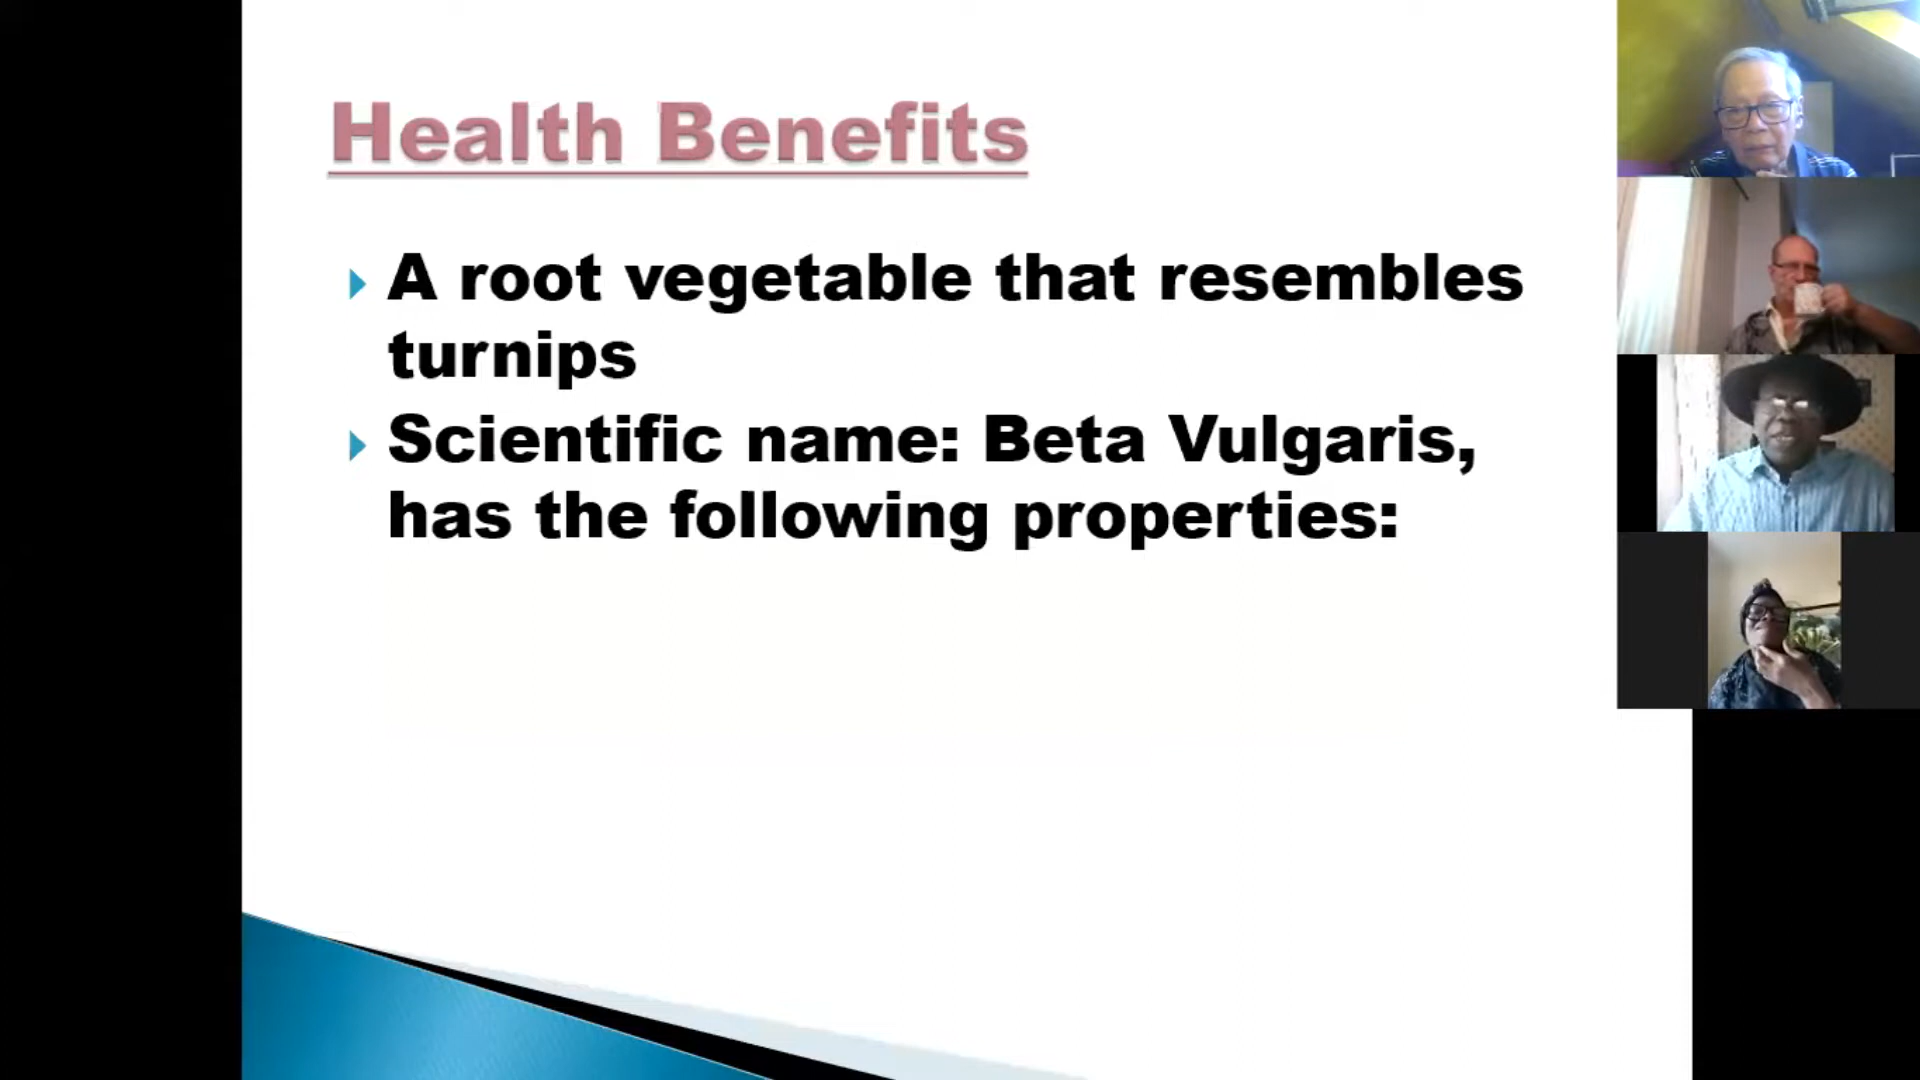 Health Benefits
A root vegetable that resembles
turnips
Scientific name: Beta Vulgaris,
has the following properties: